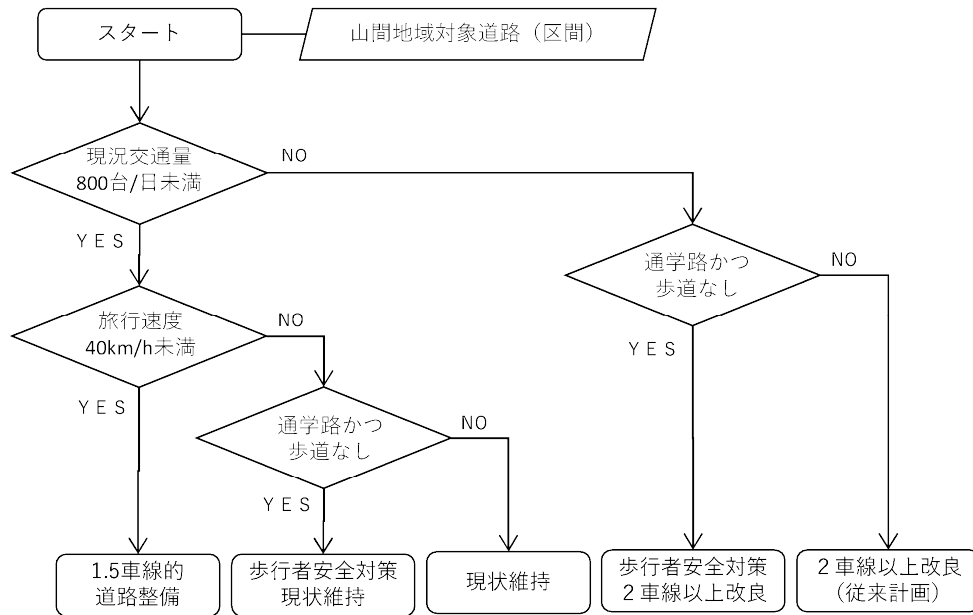 スタート
山間地域対象道路（区間）
現況交通量
800台/日未満
NO
ＹＥＳ
通学路かつ
歩道なし
NO
ＹＥＳ
旅行速度
40km/h未満
NO
ＹＥＳ
通学路かつ
歩道なし
NO
ＹＥＳ
1.5車線的
道路整備
歩行者安全対策
現状維持
現状維持
歩行者安全対策
２車線以上改良
２車線以上改良
（従来計画）